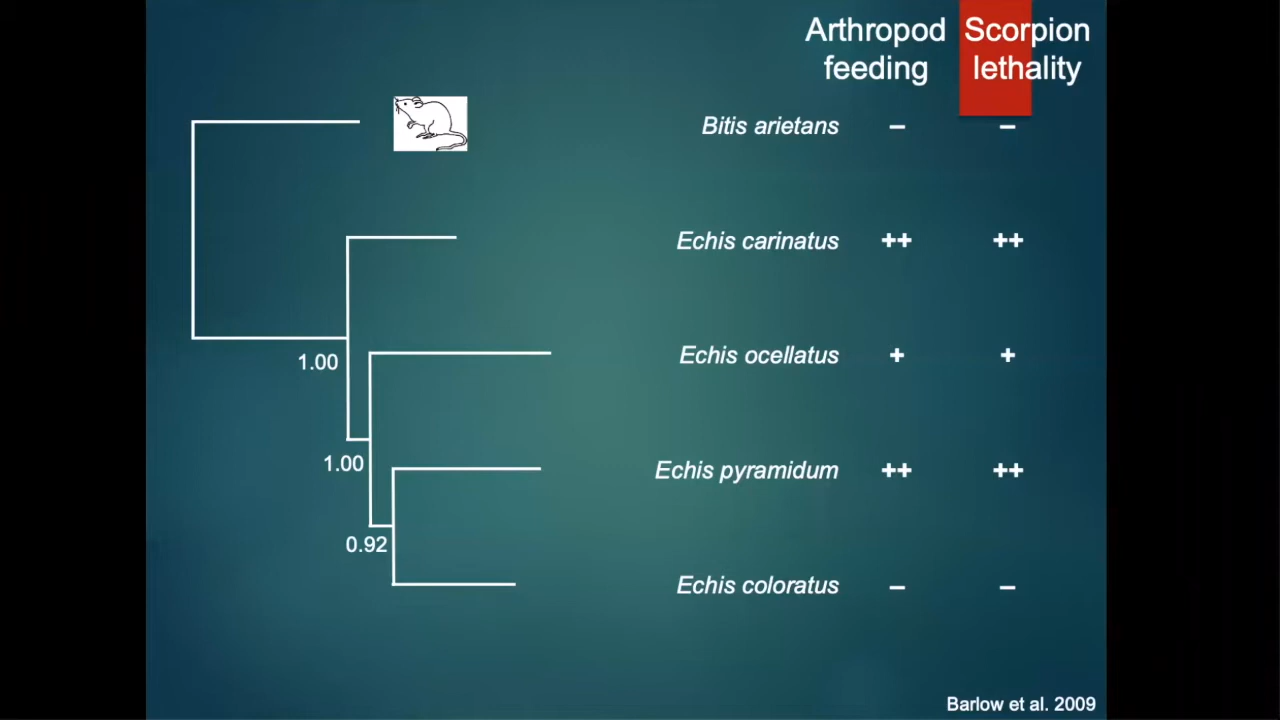 Arthropod feeding
Scorpion lethality
Bitis arietans – –
Echis carinatus ++ ++
1.00
Echis ocellatus + +
1.00
Echis pyramidum ++ ++
0.92
Echis coloratus – –
Barlow et al. 2009